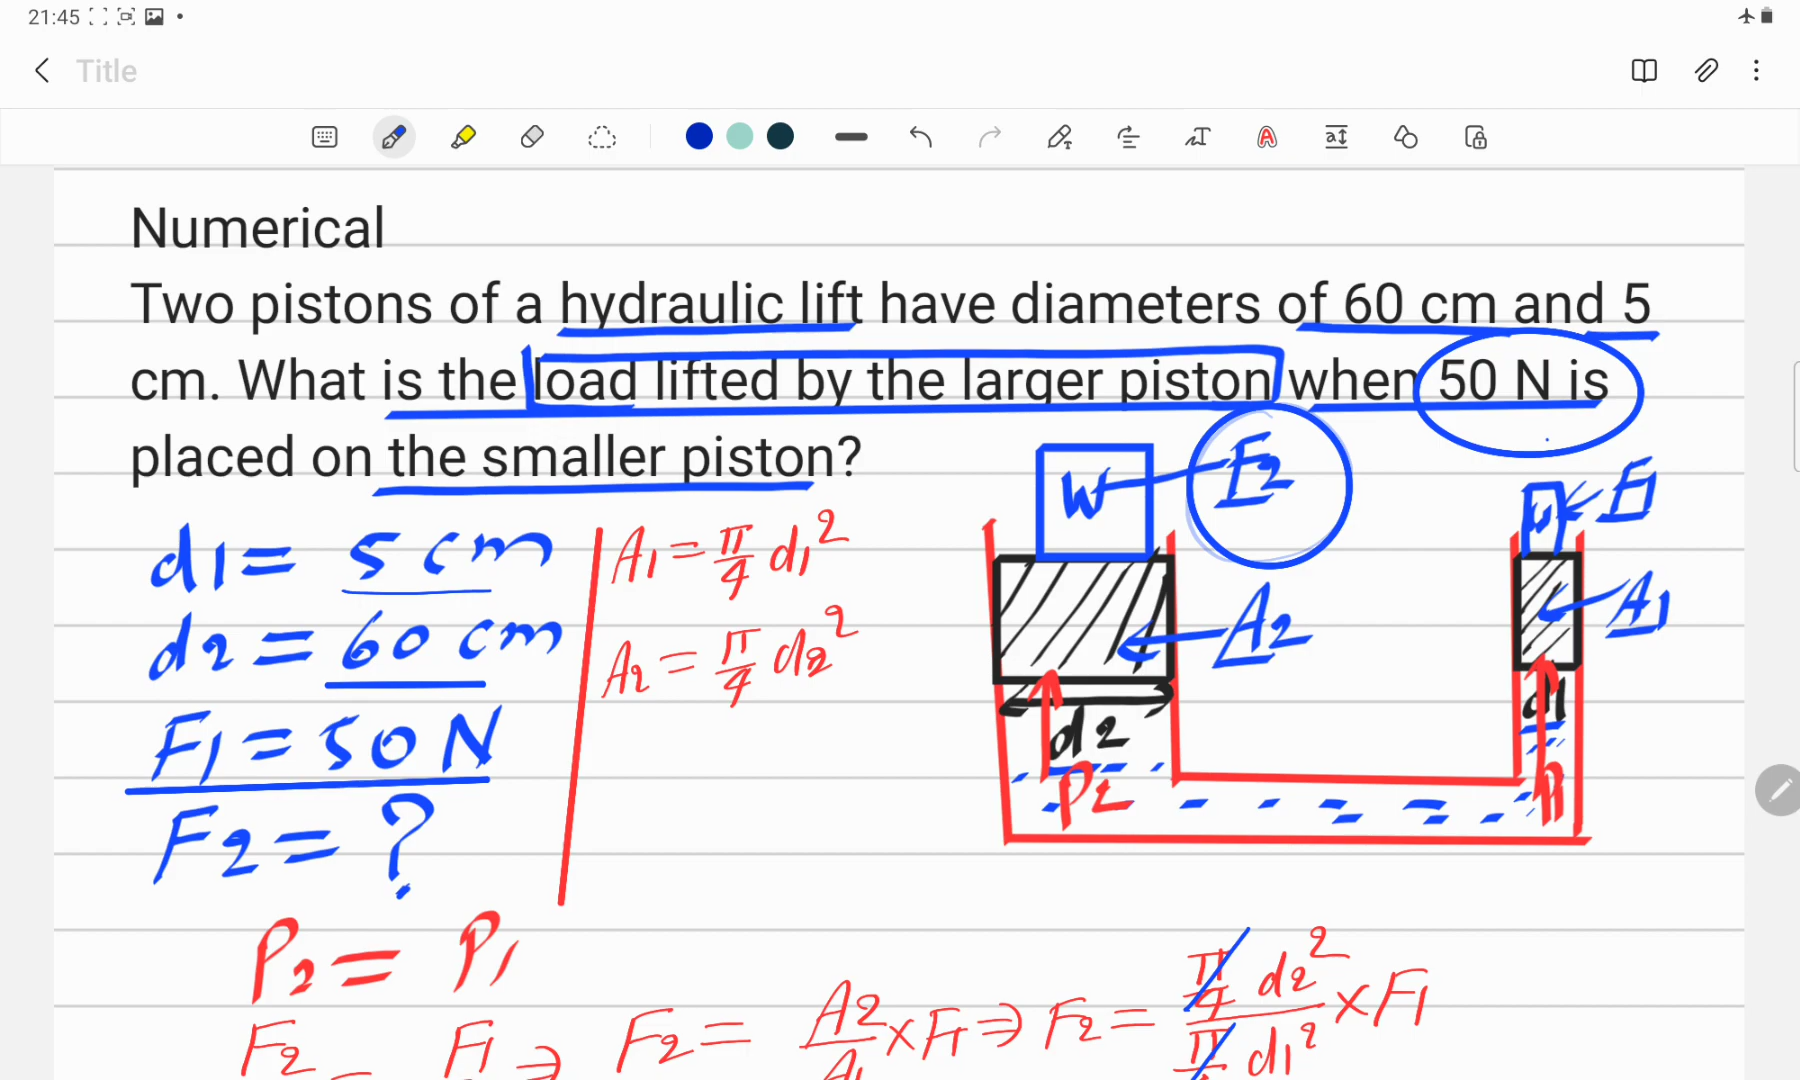 21:45
Title
Numerical
Two pistons of a hydraulic lift have diameters of 60 cm and 5
cm. What is the load lifted by the larger piston when 50 N is
placed on the smaller piston?
W F2
W F1
d1 = 5 cm
A1 = π/4 d1²
A2
A1
d2 = 60 cm
A2 = π/4 d2²
F1 = 50 N
d2
d1
P2
P1
F2 = ?
P2 = P1
F2 = F1 ⇒ F2 = A2/A1 × F1 ⇒ F2 = π/4 d2² / π d1² × F1